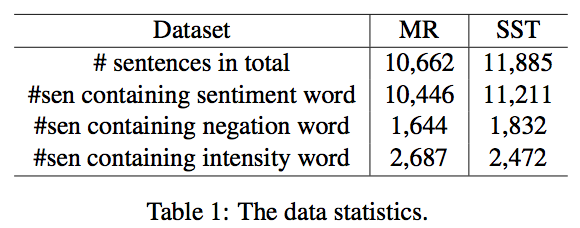 Dataset MR SST
# sentences in total 10,662 11,885
#sen containing sentiment word 10,446 11,211
#sen containing negation word 1,644 1,832
#sen containing intensity word 2,687 2,472
Table 1: The data statistics.